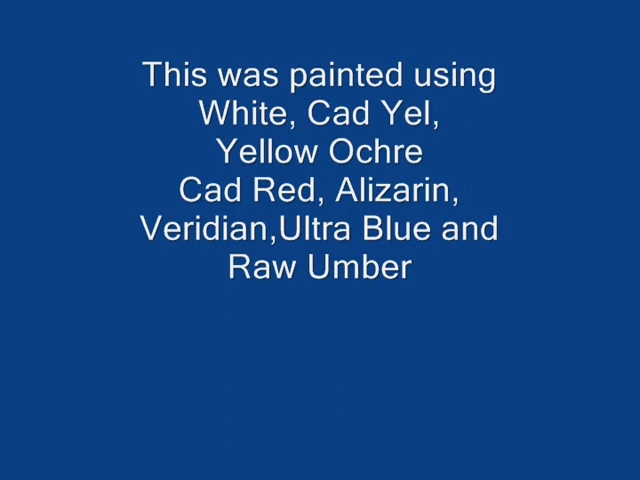 This was painted using
White, Cad Yel,
Yellow Ochre
Cad Red, Alizarin,
Veridian,Ultra Blue and
Raw Umber